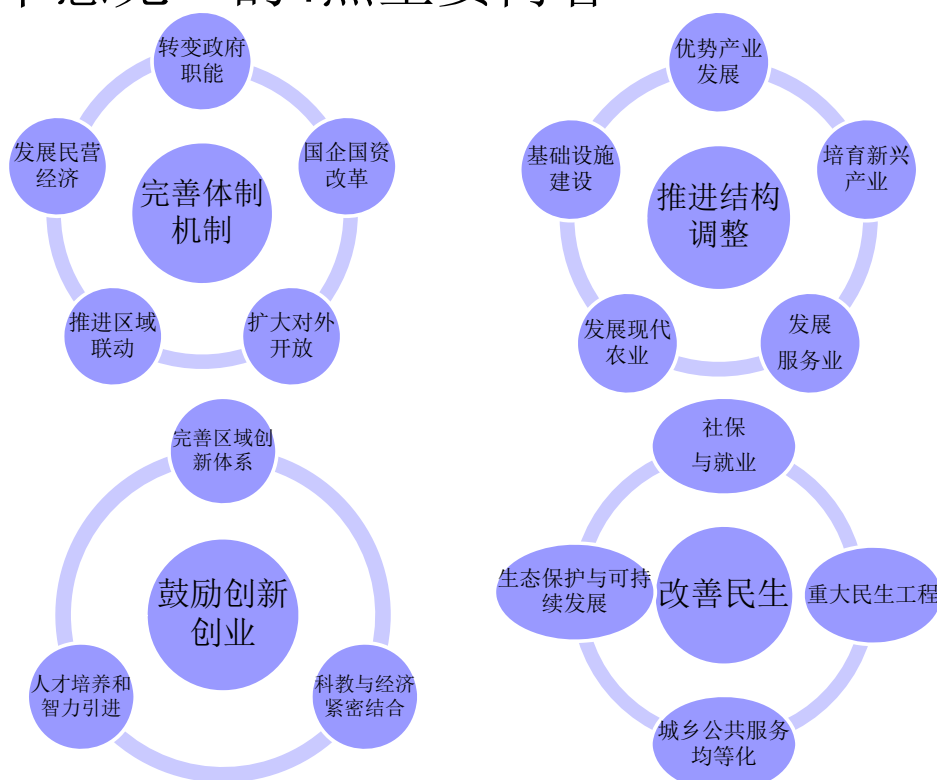 转变政府
职能
发展民营
经济
国企国资
改革
完善体制
机制
推进区域
联动
扩大对外
开放
优势产业
发展
基础设施
建设
培育新兴
产业
推进结构
调整
发展现代
农业
发展
服务业
完善区域创
新体系
鼓励创新
创业
人才培养和
智力引进
科教与经济
紧密结合
社保
与就业
生态保护与可持
续发展
改善民生
重大民生工程
城乡公共服务
均等化